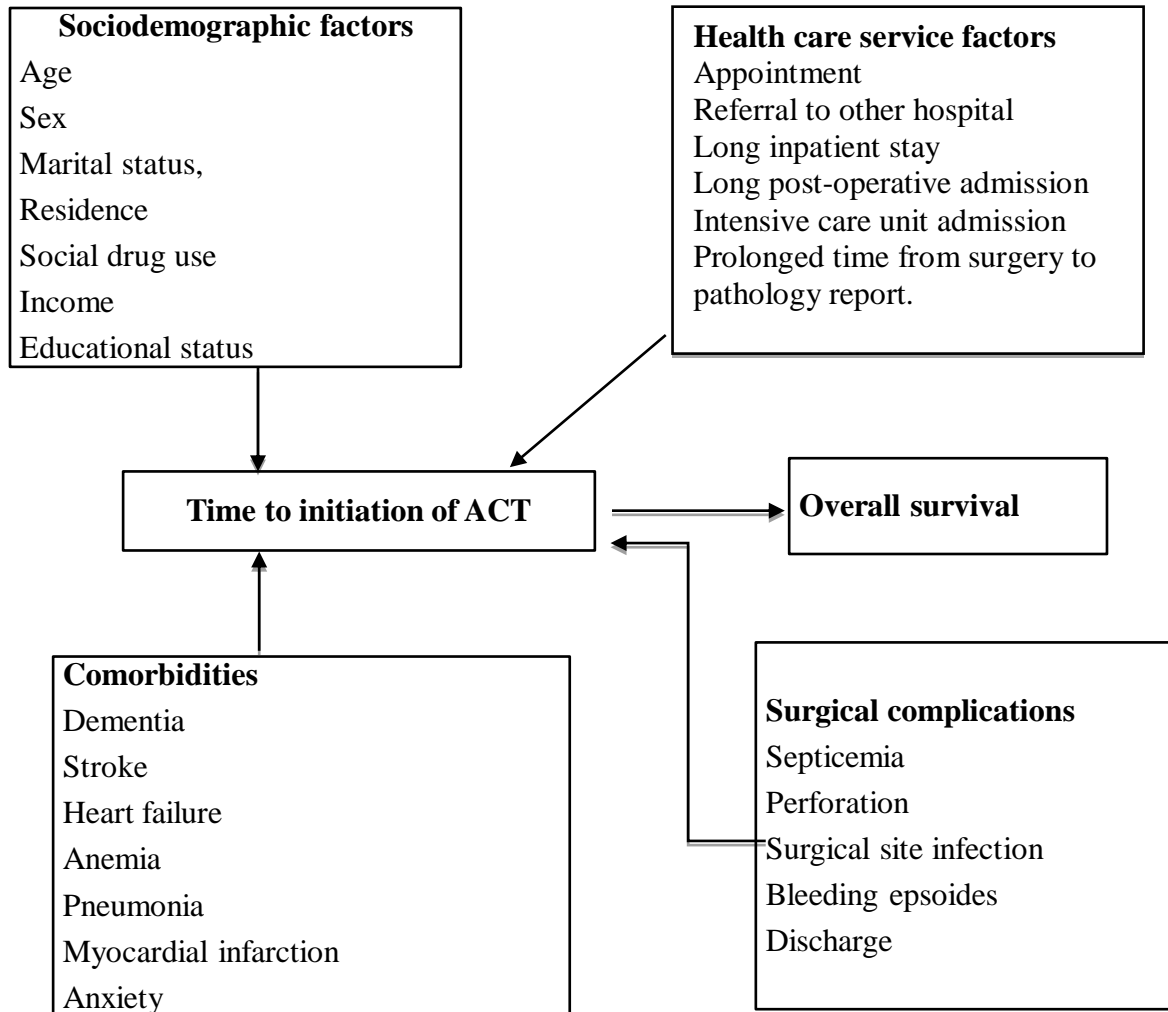 Sociodemographic factors
Age
Sex
Marital status,
Residence
Social drug use
Income
Educational status
Health care service factors
Appointment
Referral to other hospital
Long inpatient stay
Long post-operative admission
Intensive care unit admission
Prolonged time from surgery to
pathology report.
Time to initiation of ACT
Overall survival
Comorbidities
Dementia
Stroke
Heart failure
Anemia
Pneumonia
Myocardial infarction
Anxiety
Surgical complications
Septicemia
Perforation
Surgical site infection
Bleeding epsoides
Discharge